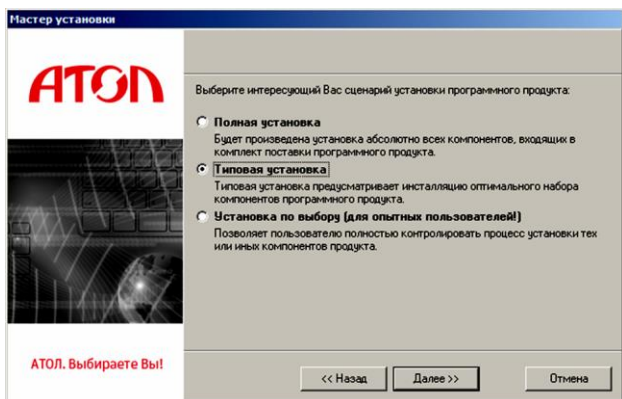 Мастер установки
АТОЛ
Выберите интересующий Вас сценарий установки программного продукта:
Полная установка
Будет произведена установка абсолютно всех компонентов, входящих в
комплект поставки программного продукта.
Типовая установка
Типовая установка предусматривает инсталляцию оптимального набора
компонентов программного продукта.
Установка по выбору (для опытных пользователей!)
Позволяет пользователю полностью контролировать процесс установки тех
или иных компонентов продукта.
АТОЛ. Выбираете Вы!
<< Назад Далее >> Отмена